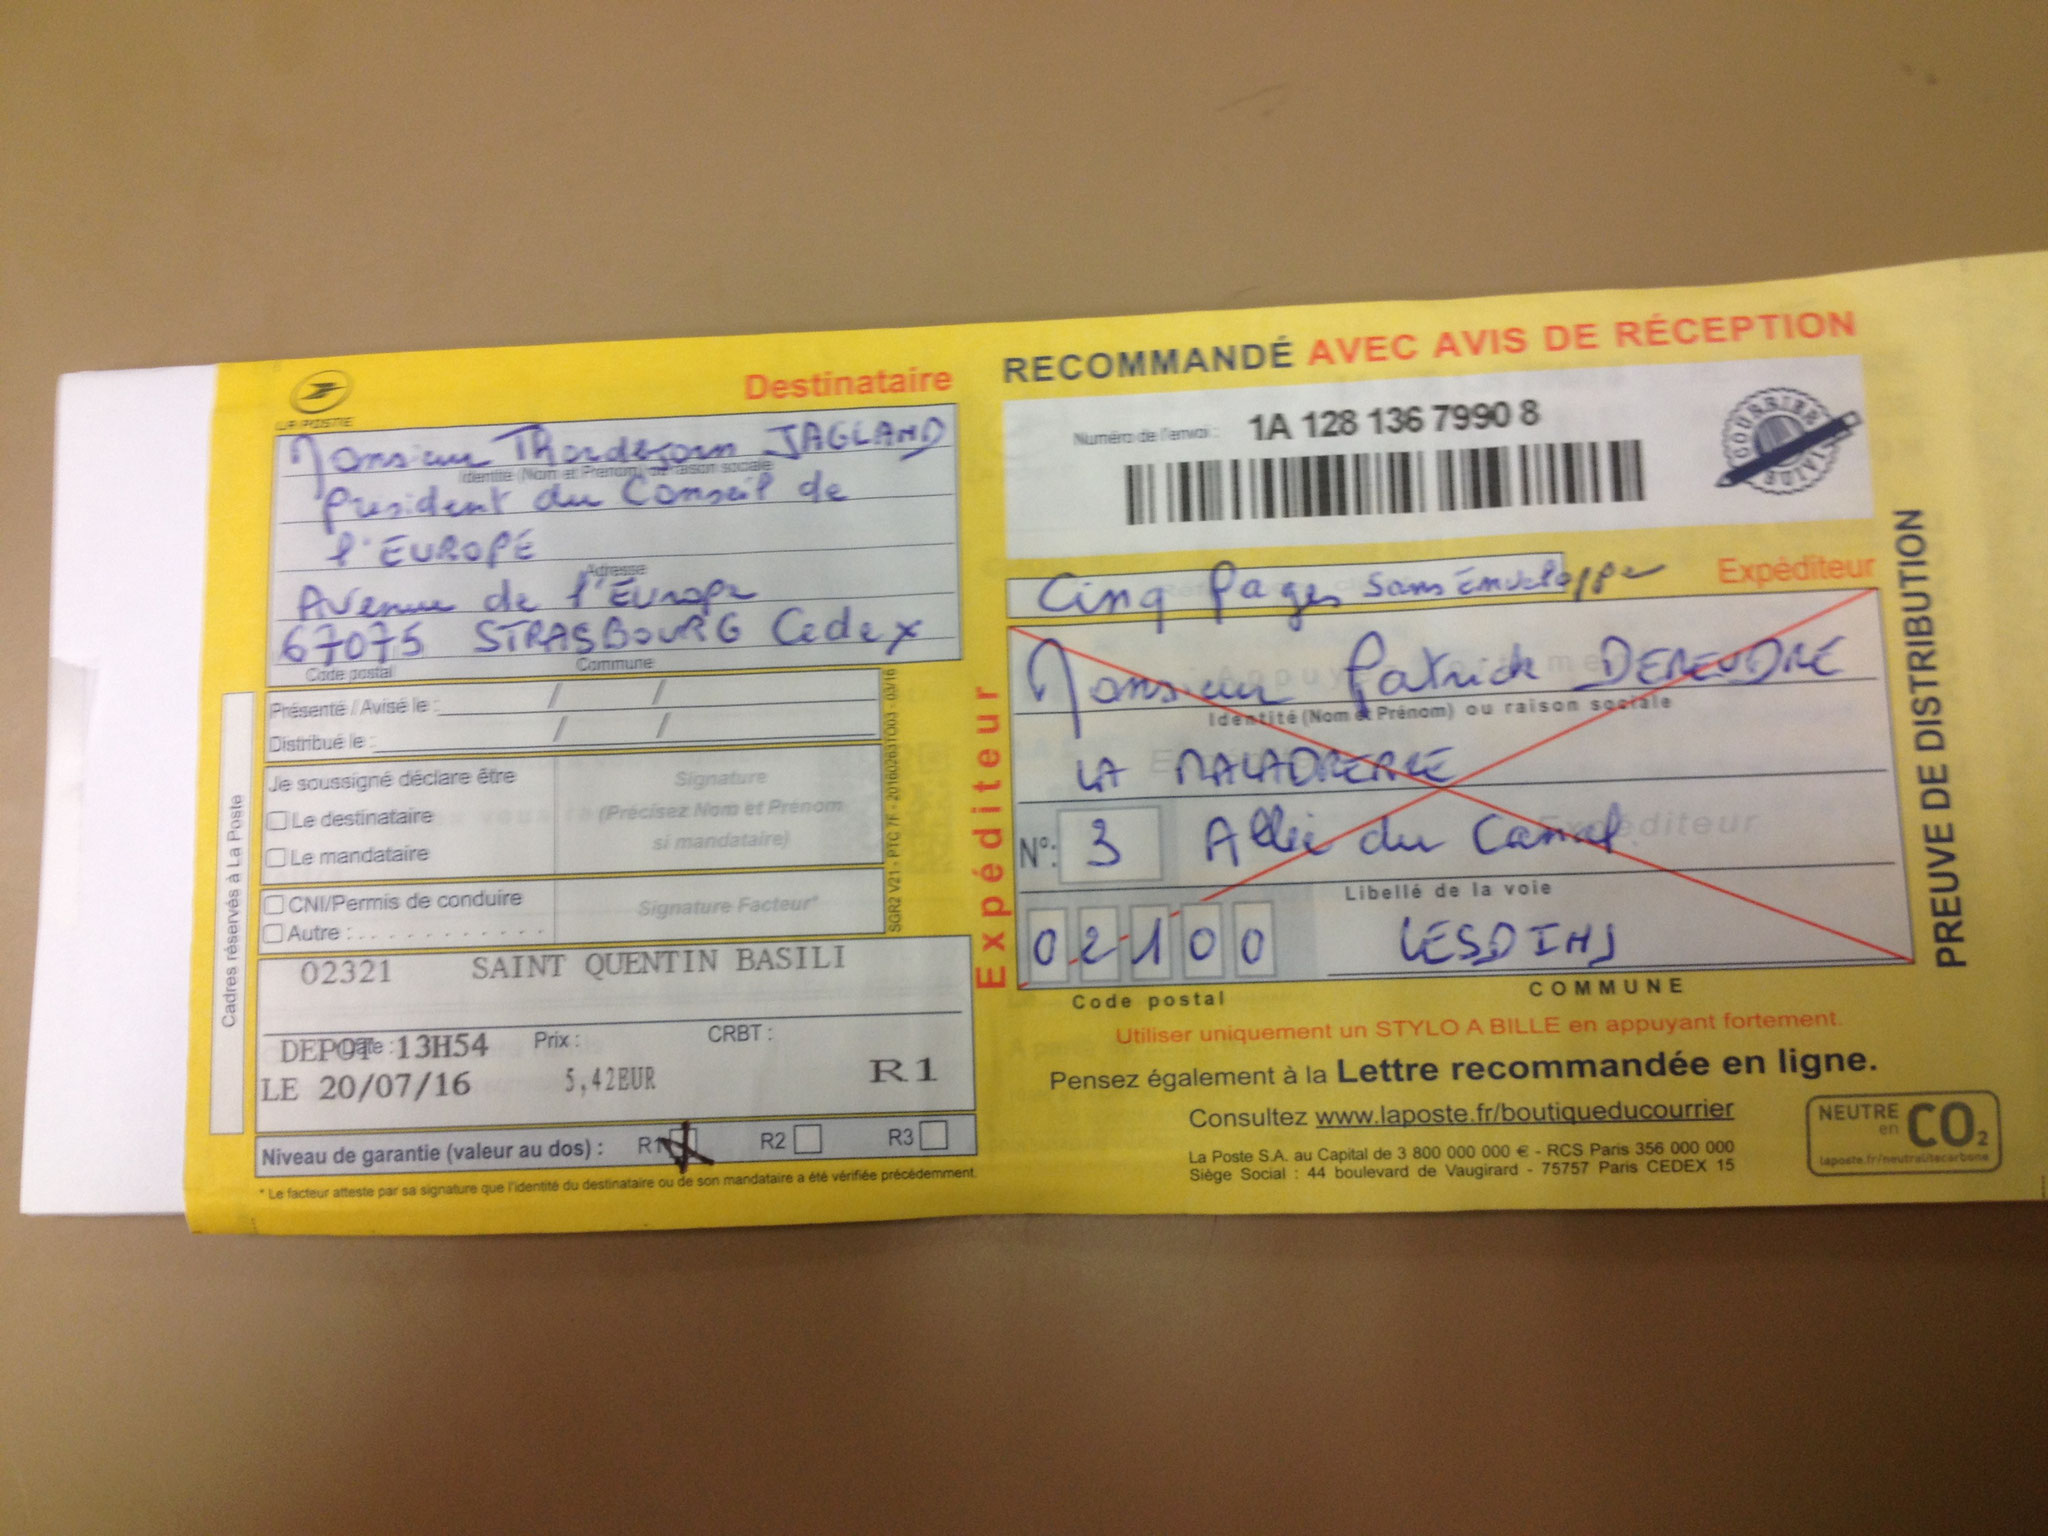 LA POSTE
Destinataire
Monsieur Thordejorn JAGLAND
Identité (Nom et Prénom) ou raison sociale
President du Conseil de
l'EUROPE
Adresse
Avenue de l'Europe
67075 STRASBOURG Cedex
Code postal Commune
Présenté / Avisé le : / /
Distribué le : / /
Je soussigné déclare être
Le destinataire
Le mandataire
Signature
(Précisez Nom et Prénom
si mandataire)
CNI/Permis de conduire
Autre : . . . . . . . . . . .
Signature Facteur*
Cadres réservés à La Poste
02321 SAINT QUENTIN BASILI
DEPOT Date : 13H54 Prix : CRBT :
LE 20/07/16 5,42EUR R1
Niveau de garantie (valeur au dos) : R1 R2 R3
* Le facteur atteste par sa signature que l'identité du destinataire ou de son mandataire a été vérifiée précédemment.
Expéditeur
RECOMMANDÉ AVEC AVIS DE RÉCEPTION
Numéro de l'envoi : 1A 128 136 7990 8
COURRIER SUIVI
Cinq Pages Sans Enveloppe
Expéditeur
Monsieur Patrick DEREUDRE
Identité (Nom et Prénom) ou raison sociale
LA MALADRERIE
N°: 3 Allée du Canal
Libellé de la voie
02100 LESDINS
Code postal COMMUNE
Utiliser uniquement un STYLO A BILLE en appuyant fortement.
Pensez également à la Lettre recommandée en ligne.
Consultez www.laposte.fr/boutiqueducourrier
La Poste S.A. au Capital de 3 800 000 000 € - RCS Paris 356 000 000
Siège Social : 44 boulevard de Vaugirard - 75757 Paris CEDEX 15
NEUTRE en CO2
laposte.fr/neutralitecarbone
PREUVE DE DISTRIBUTION